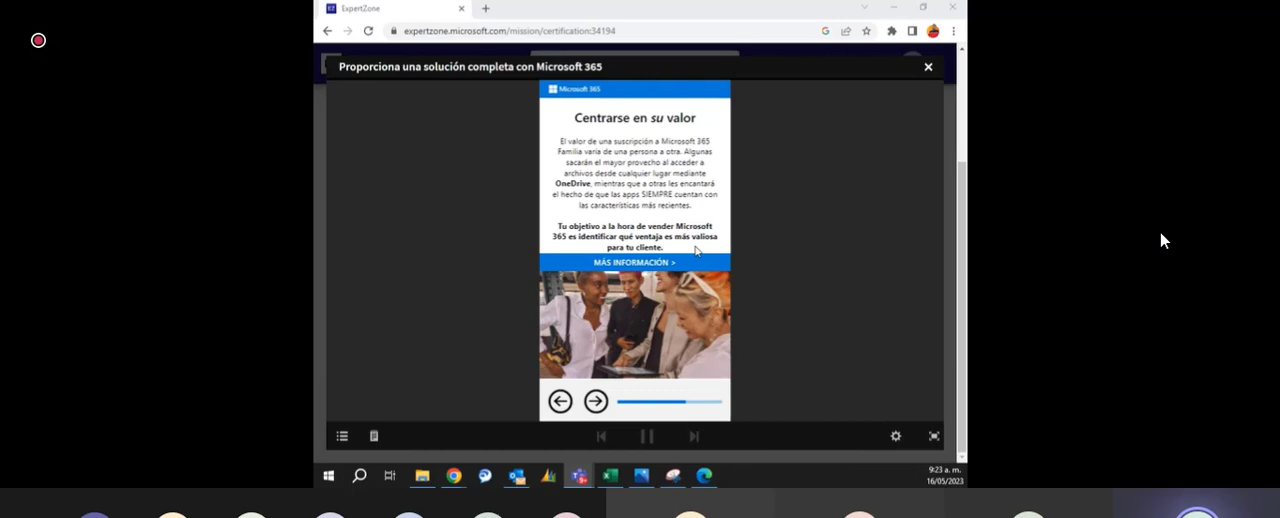 ExpertZone
expertzone.microsoft.com/mission/certification:34194
Proporciona una solución completa con Microsoft 365
Microsoft 365
Centrarse en su valor
El valor de una suscripción a Microsoft 365
Familia varía de una persona a otra. Algunas
sacarán el mayor provecho al acceder a
archivos desde cualquier lugar mediante
OneDrive, mientras que a otras les encantará
el hecho de que las apps SIEMPRE cuentan con
las características más recientes.
Tu objetivo a la hora de vender Microsoft
365 es identificar qué ventaja es más valiosa
para tu cliente.
MÁS INFORMACIÓN >
9:23 a. m.
16/05/2023